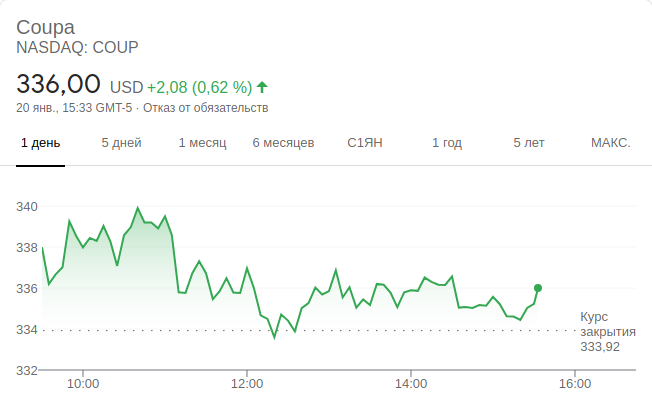 Coupa
NASDAQ: COUP
336,00 USD +2,08 (0,62 %)
20 янв., 15:33 GMT-5 · Отказ от обязательств
1 день 5 дней 1 месяц 6 месяцев С1ЯН 1 год 5 лет МАКС.
340
338
336
334
332
Курс
закрытия
333,92
10:00 12:00 14:00 16:00